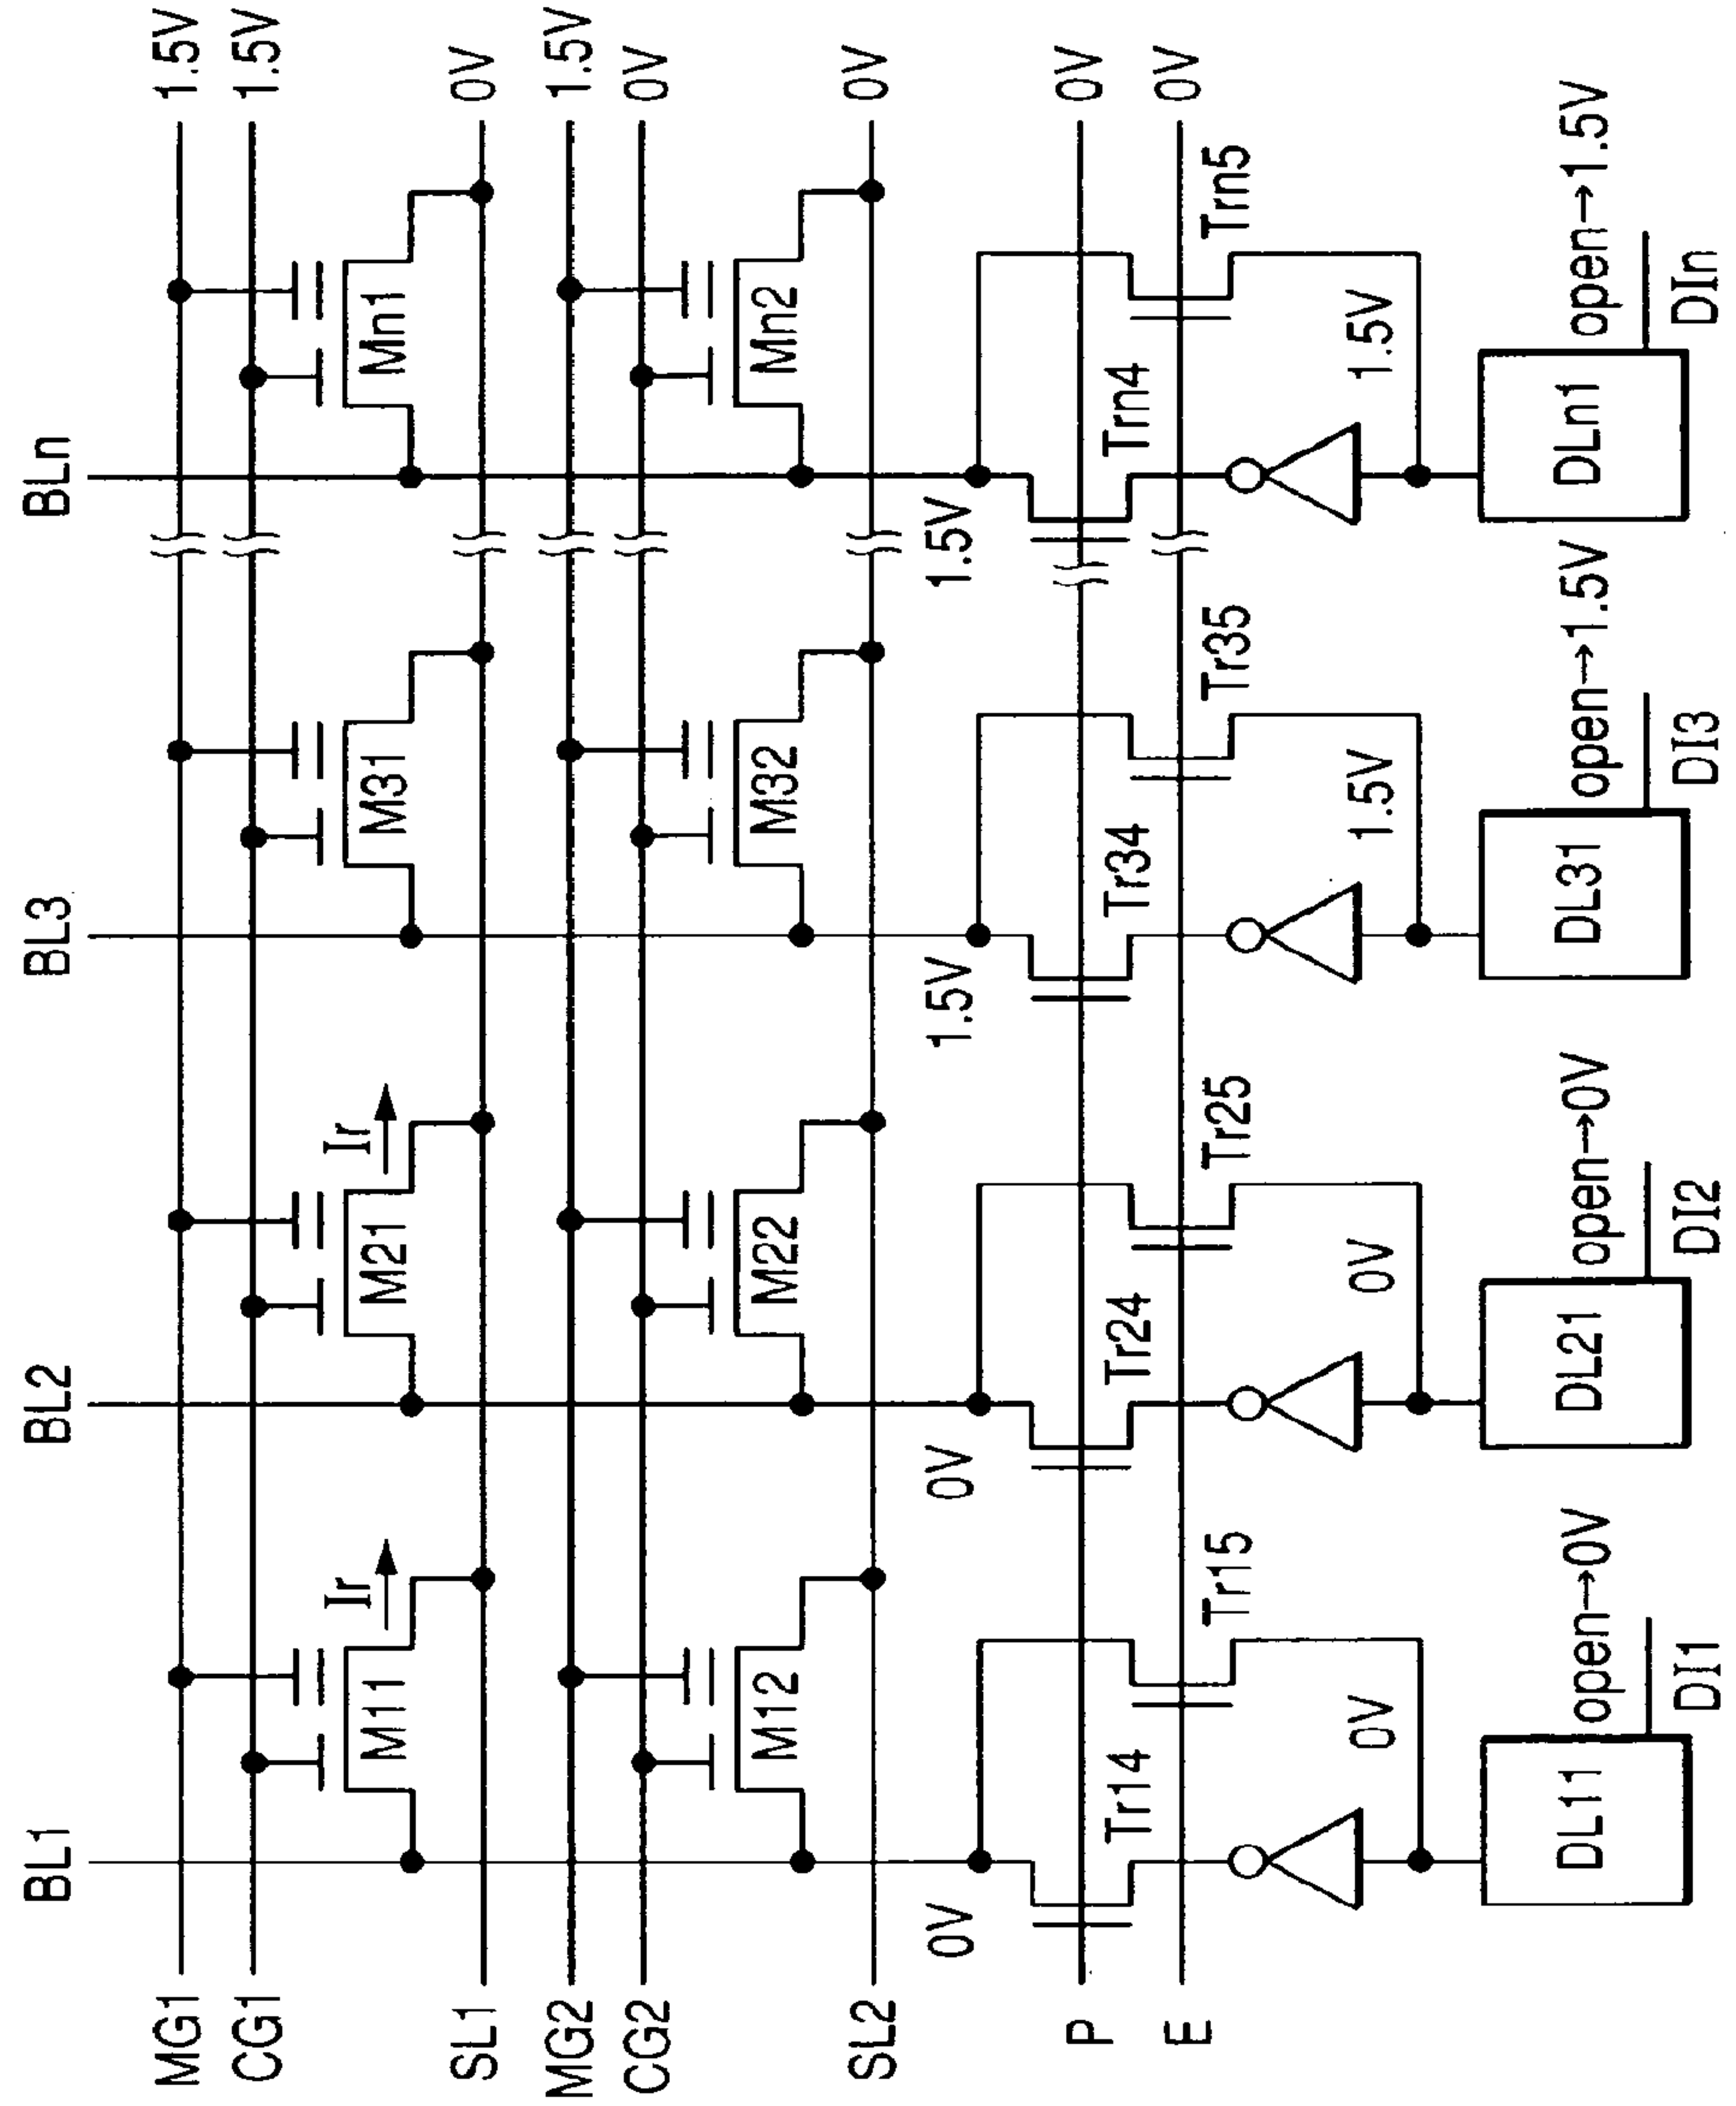 BL1
BL2
BL3
BLn
MG1
1.5V
CG1
1.5V
M11
Ir
M21
Ir
M31
Mn1
SL1
0V
MG2
1.5V
CG2
0V
M12
M22
M32
Mn2
SL2
0V
0V
0V
1.5V
1.5V
P
0V
Tr14
Tr24
Tr34
Trn4
E
0V
Tr15
Tr25
Tr35
Trn5
0V
0V
1.5V
1.5V
DL11
open→0V
DL21
open→0V
DL31
open→1.5V
DLn1
open→1.5V
DI1
DI2
DI3
DIn